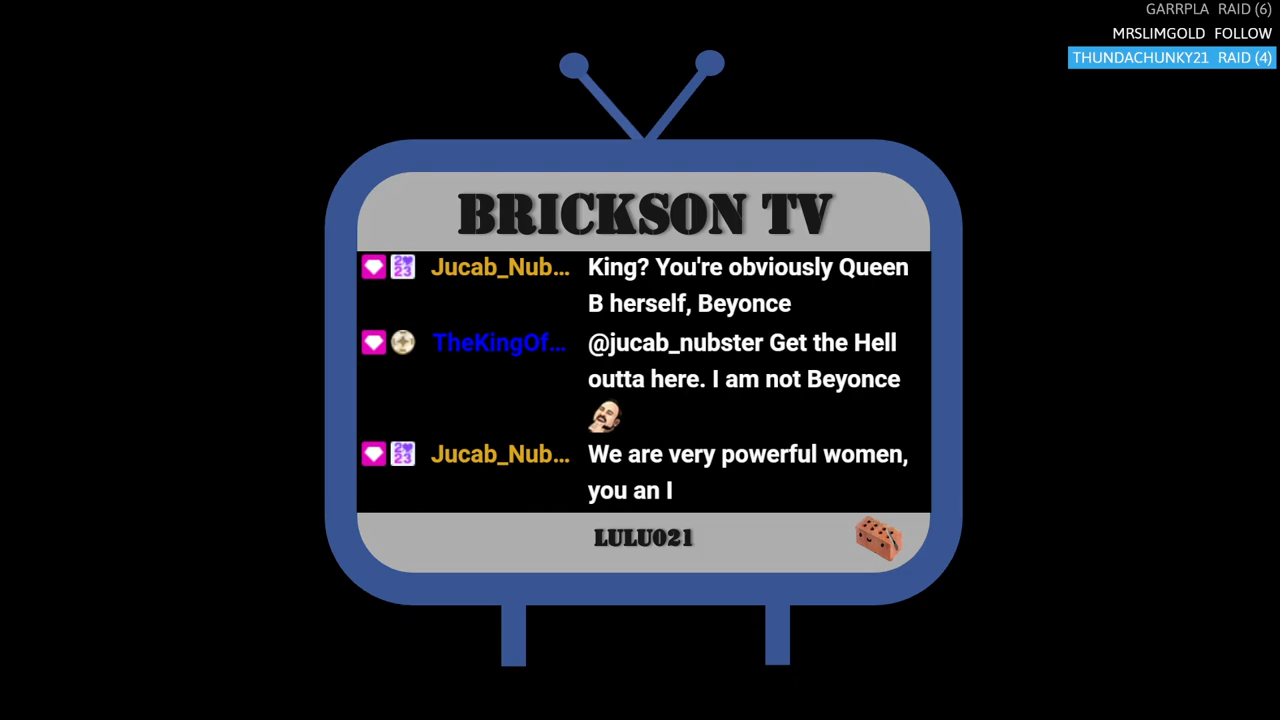 GARRPLA RAID (6)
MRSLIMGOLD FOLLOW
THUNDACHUNKY21 RAID (4)
BRICKSON TV
Jucab_Nub... King? You're obviously Queen
B herself, Beyonce
TheKingOf... @jucab_nubster Get the Hell
outta here. I am not Beyonce
Jucab_Nub... We are very powerful women,
you an I
LULU021